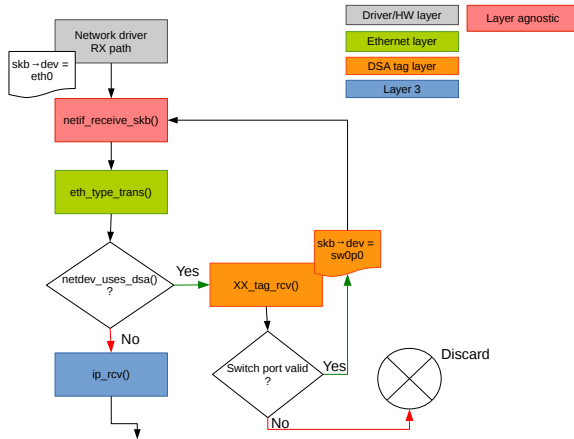 Network driver
RX path
skb→dev =
eth0
Driver/HW layer
Layer agnostic
Ethernet layer
DSA tag layer
Layer 3
netif_receive_skb()
eth_type_trans()
netdev_uses_dsa()
?
Yes
XX_tag_rcv()
skb→dev =
sw0p0
No
ip_rcv()
Switch port valid
?
Yes
No
Discard